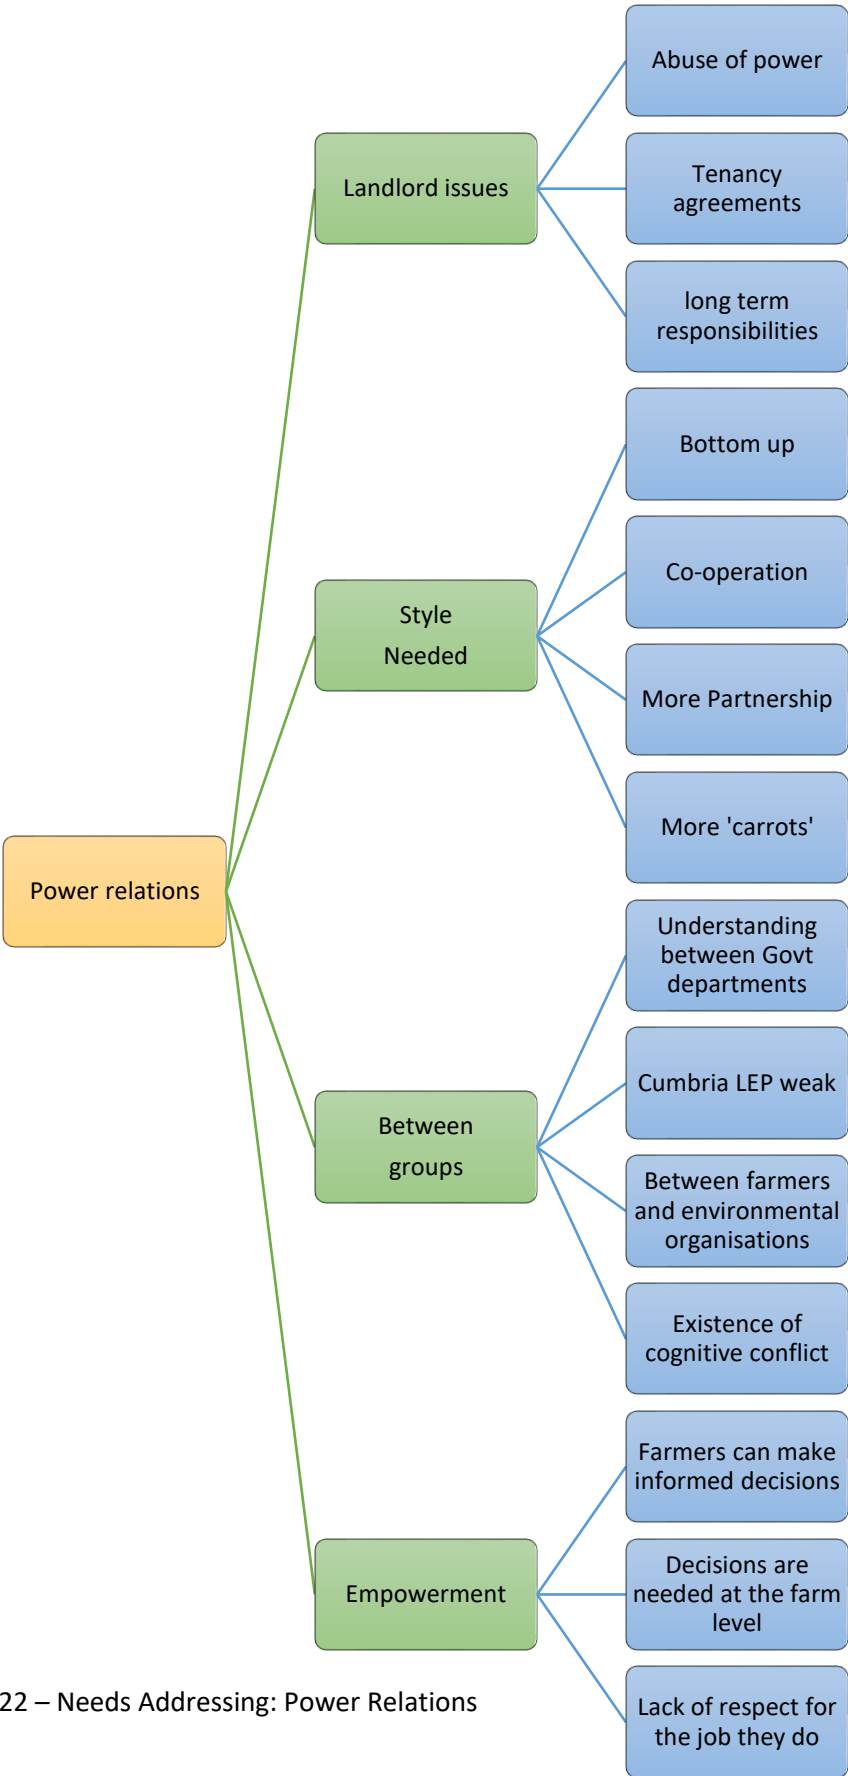 Abuse of power
Landlord issues
Tenancy
agreements
long term
responsibilities
Bottom up
Style
Needed
Co-operation
More Partnership
More 'carrots'
Power relations
Understanding
between Govt
departments
Cumbria LEP weak
Between
groups
Between farmers
and environmental
organisations
Existence of
cognitive conflict
Farmers can make
informed decisions
Empowerment
Decisions are
needed at the farm
level
Lack of respect for
the job they do
22 – Needs Addressing: Power Relations